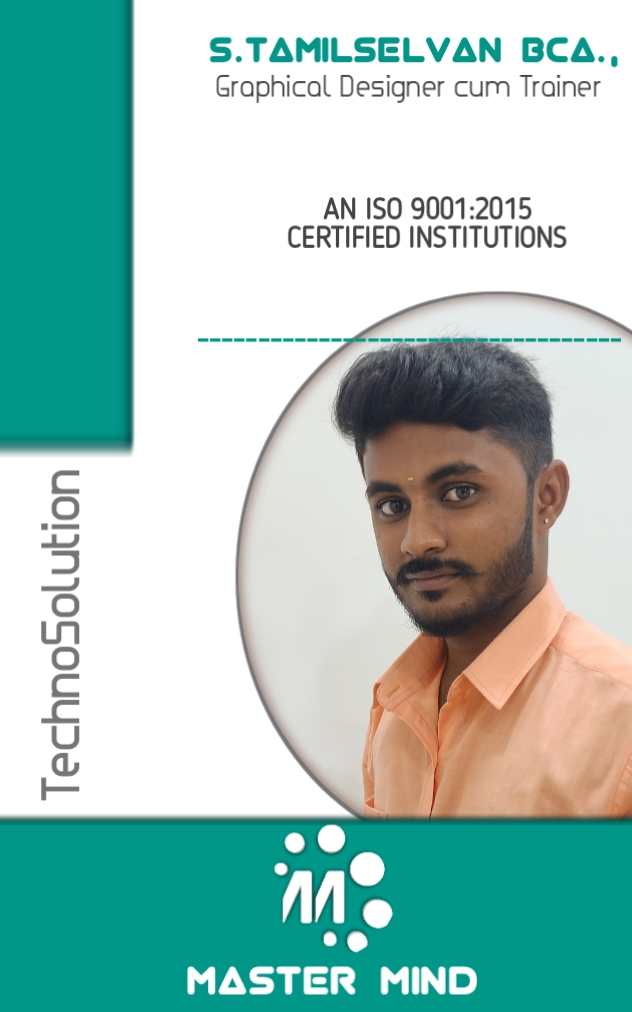 S.TAMILSELVAN BCA.,
Graphical Designer cum Trainer
AN ISO 9001:2015
CERTIFIED INSTITUTIONS
TechnoSolution
M
MASTER MIND